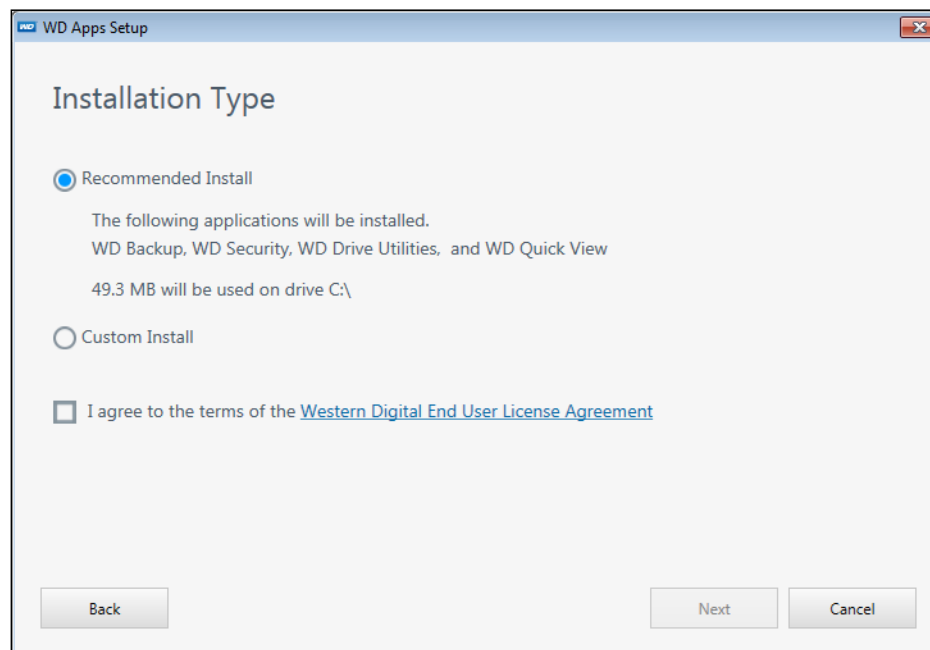 WD WD Apps Setup
Installation Type
Recommended Install
The following applications will be installed.
WD Backup, WD Security, WD Drive Utilities, and WD Quick View
49.3 MB will be used on drive C:\
Custom Install
I agree to the terms of the Western Digital End User License Agreement
Back Next Cancel